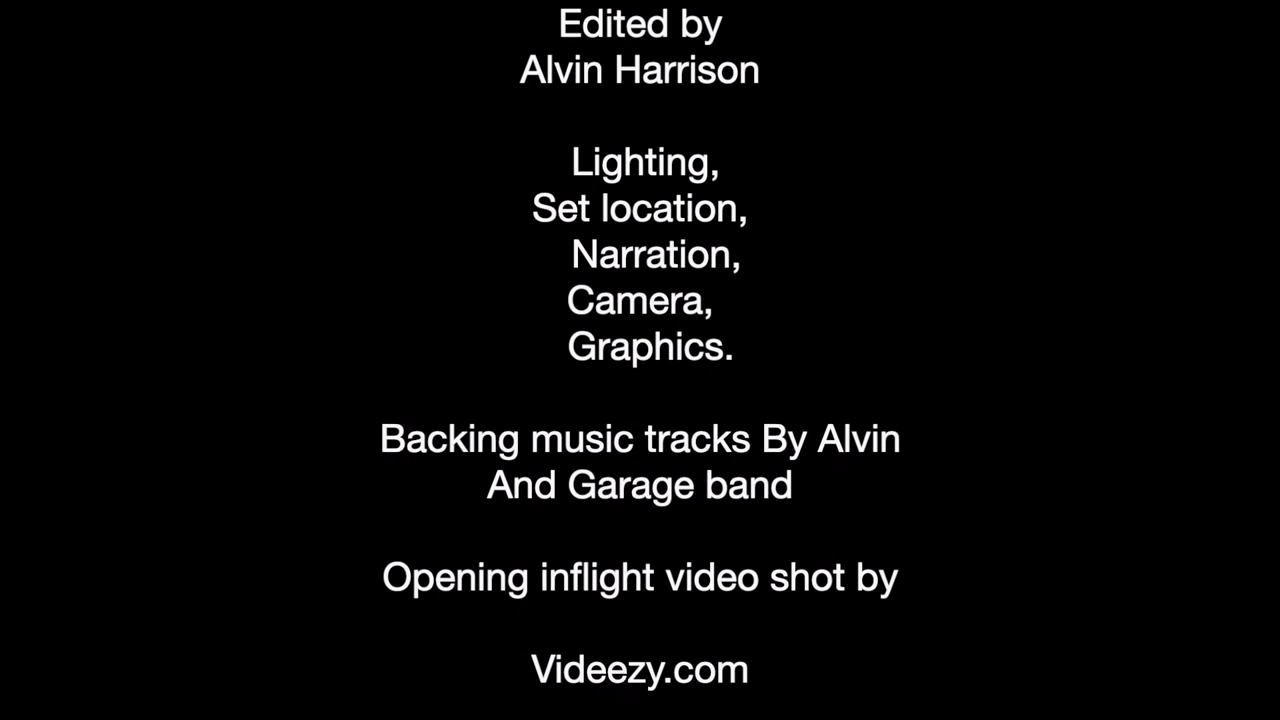 Edited by
Alvin Harrison
Lighting,
Set location,
Narration,
Camera,
Graphics.
Backing music tracks By Alvin
And Garage band
Opening inflight video shot by
Videezy.com